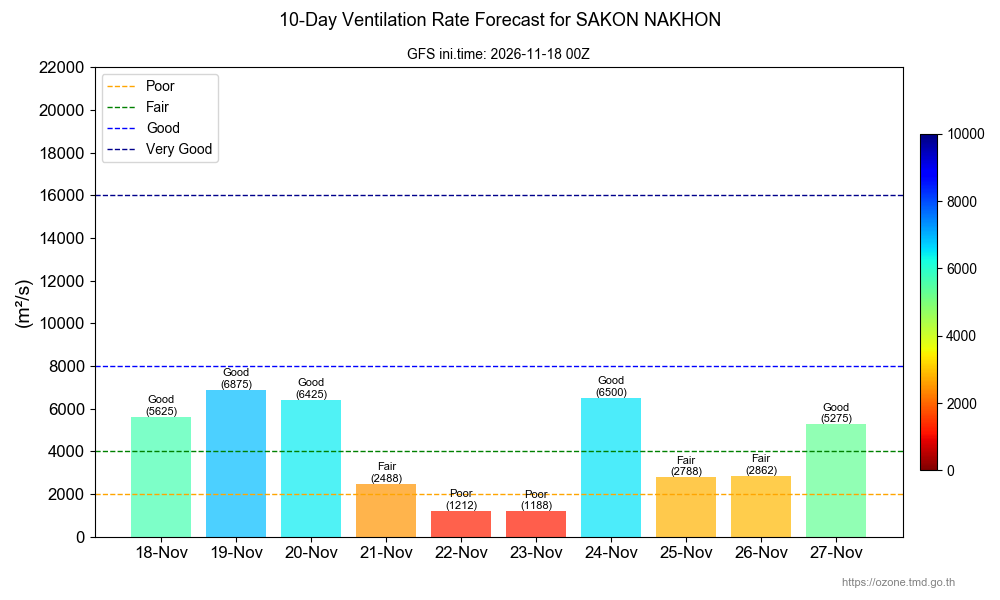 10-Day Ventilation Rate Forecast for SAKON NAKHON
GFS ini.time: 2026-11-18 00Z
(m²/s)
22000
20000
18000
16000
14000
12000
10000
8000
6000
4000
2000
0
Poor
Fair
Good
Very Good
Good
(5625)
Good
(6875)
Good
(6425)
Fair
(2488)
Poor
(1212)
Poor
(1188)
Good
(6500)
Fair
(2788)
Fair
(2862)
Good
(5275)
18-Nov
19-Nov
20-Nov
21-Nov
22-Nov
23-Nov
24-Nov
25-Nov
26-Nov
27-Nov
10000
8000
6000
4000
2000
0
https://ozone.tmd.go.th